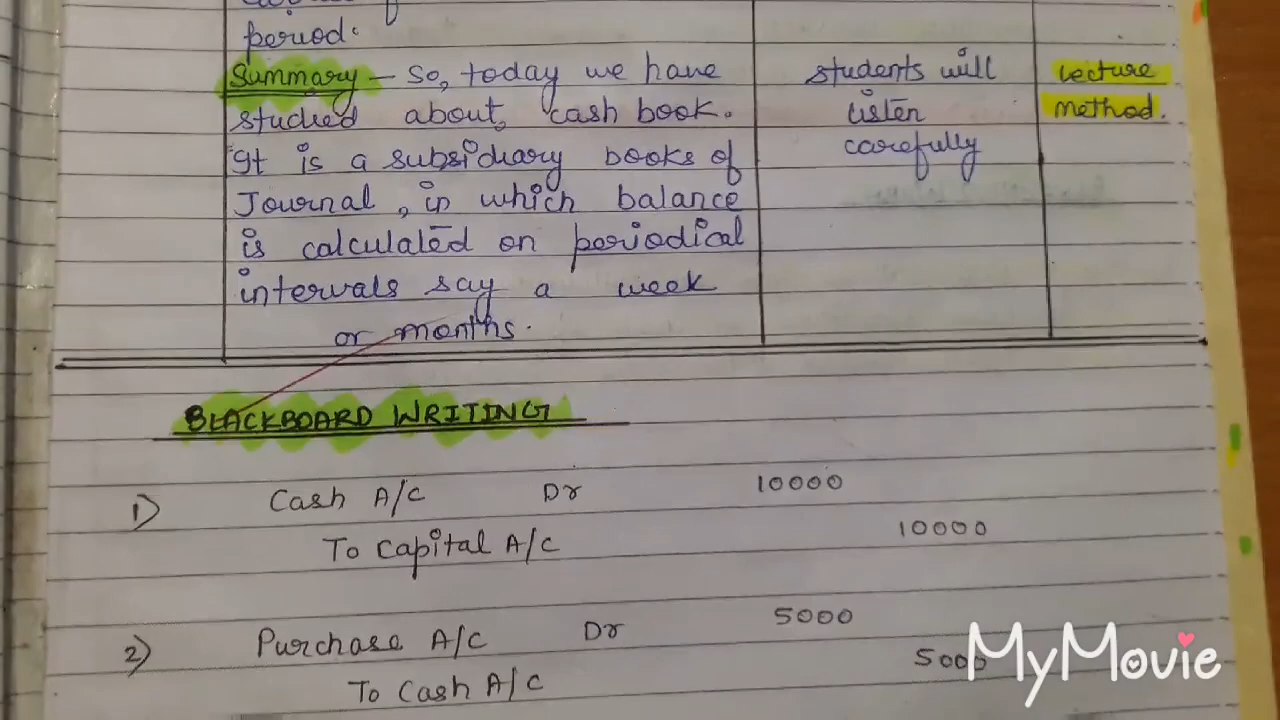 period.
Summary - So, today we have
studied about, cash book.
It is a subsidiary books of
Journal, in which balance
is calculated on periodical
intervals say a week
or months.
students will
listen
carefully
Lecture
method.
BLACKBOARD WRITING
1) Cash A/C Dr 10000
To Capital A/C 10000
2) Purchase A/C Dr 5000
To Cash A/C 5000
MyMovie